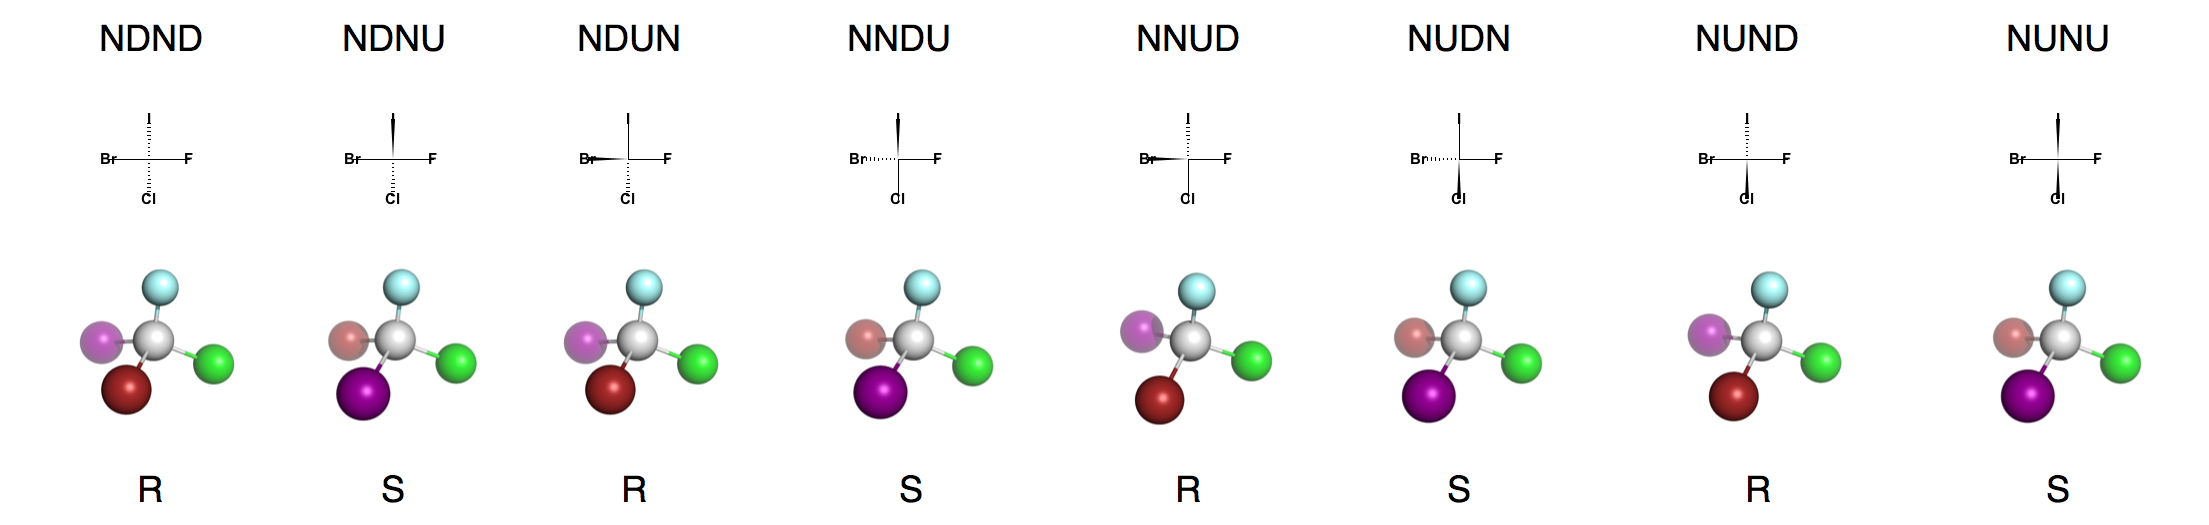 NDND NDNU NDUN NNDU NNUD NUDN NUND NUNU
I I I I I I I I
Br F Br F Br F Br F Br F Br F Br F Br F
Cl Cl Cl Cl Cl Cl Cl Cl
R S R S R S R S